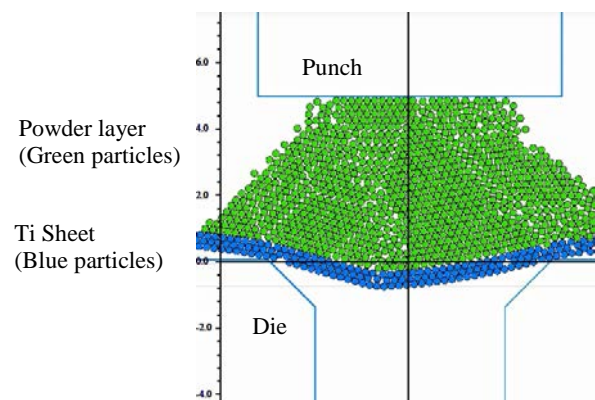 Punch
Powder layer
(Green particles)
Ti Sheet
(Blue particles)
Die
6.0
4.0
2.0
0.0
-2.0
-4.0